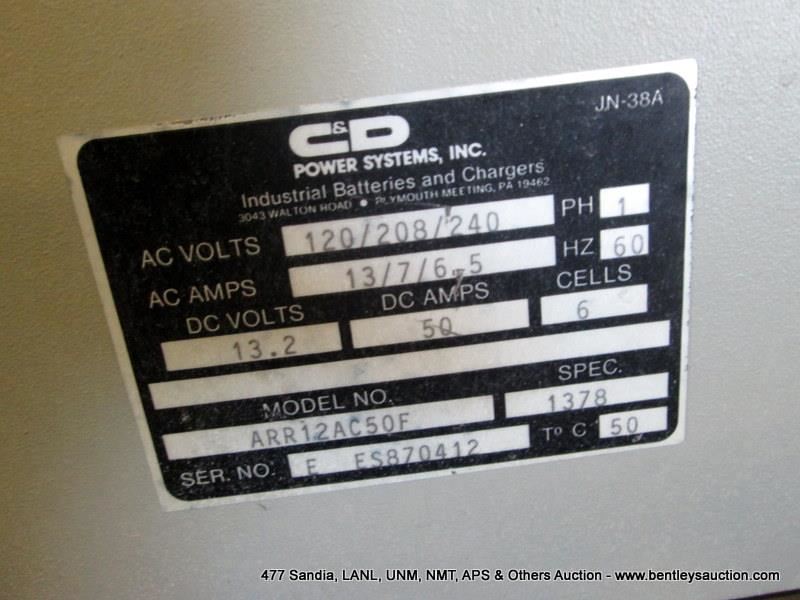 JN-38A
C&D
POWER SYSTEMS, INC.
Industrial Batteries and Chargers
3043 WALTON ROAD • PLYMOUTH MEETING, PA 19462
AC VOLTS 120/208/240 PH 1
AC AMPS 13/7/6.5 HZ 60
DC VOLTS DC AMPS CELLS
13.2 50 6
MODEL NO. SPEC.
ARR12AC50F 1378
SER. NO. E ES870412 Tº C 50
477 Sandia, LANL, UNM, NMT, APS & Others Auction - www.bentleysauction.com